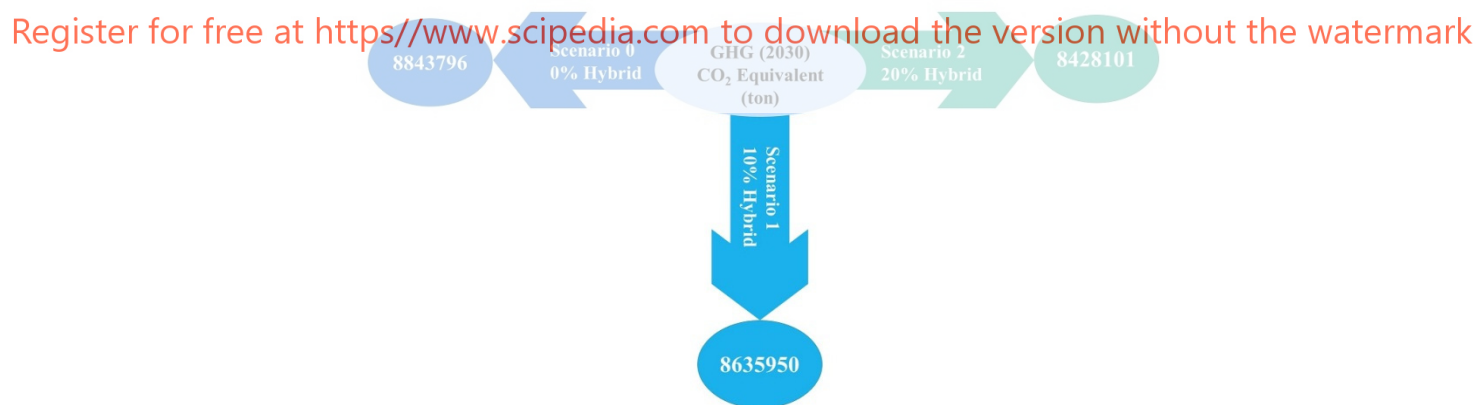 Register for free at https//www.scipedia.com to download the version without the watermark
8843796
Scenario 0
0% Hybrid
GHG (2030)
CO₂ Equivalent
(ton)
Scenario 2
20% Hybrid
8428101
Scenario 1
10% Hybrid
8635950